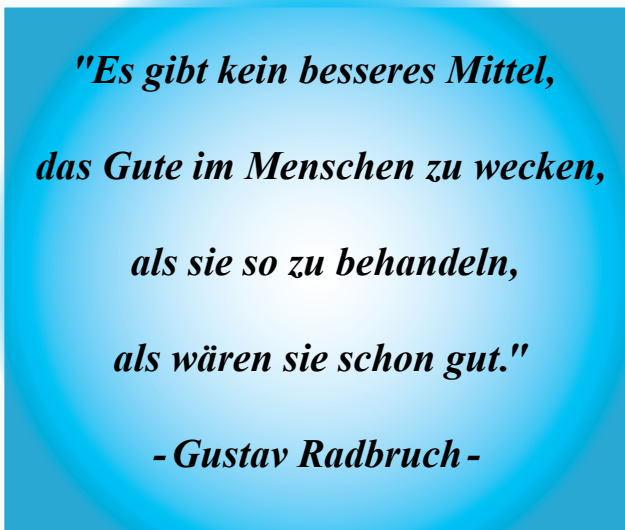 "Es gibt kein besseres Mittel,
das Gute im Menschen zu wecken,
als sie so zu behandeln,
als wären sie schon gut."
- Gustav Radbruch -